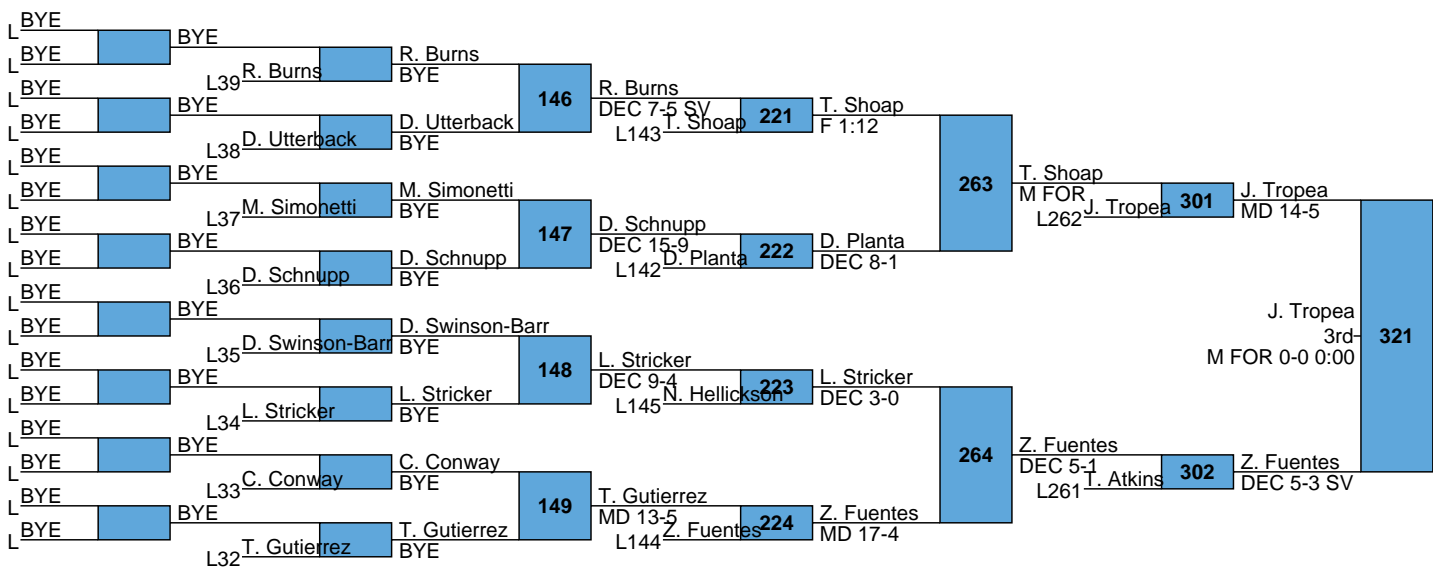 BYE
L
BYE
L
BYE
L39
R. Burns
R. Burns
BYE
BYE
L
BYE
L
BYE
L38
D. Utterback
D. Utterback
BYE
146
R. Burns
DEC 7-5 SV
L143
T. Shoap
221
T. Shoap
F 1:12
BYE
L
BYE
L
BYE
L37
M. Simonetti
M. Simonetti
BYE
BYE
L
BYE
L
BYE
L36
D. Schnupp
D. Schnupp
BYE
147
D. Schnupp
DEC 15-9
L142
D. Planta
222
D. Planta
DEC 8-1
263
T. Shoap
M FOR
L262
J. Tropea
301
J. Tropea
MD 14-5
BYE
L
BYE
L
BYE
L35
D. Swinson-Barr
D. Swinson-Barr
BYE
BYE
L
BYE
L
BYE
L34
L. Stricker
L. Stricker
BYE
148
L. Stricker
DEC 9-4
L145
N. Hellickson
223
L. Stricker
DEC 3-0
BYE
L
BYE
L
BYE
L33
C. Conway
C. Conway
BYE
BYE
L
BYE
L
BYE
L32
T. Gutierrez
T. Gutierrez
BYE
149
T. Gutierrez
MD 13-5
L144
Z. Fuentes
224
Z. Fuentes
MD 17-4
264
Z. Fuentes
DEC 5-1
L261
T. Atkins
302
Z. Fuentes
DEC 5-3 SV
J. Tropea
3rd
M FOR 0-0 0:00
321